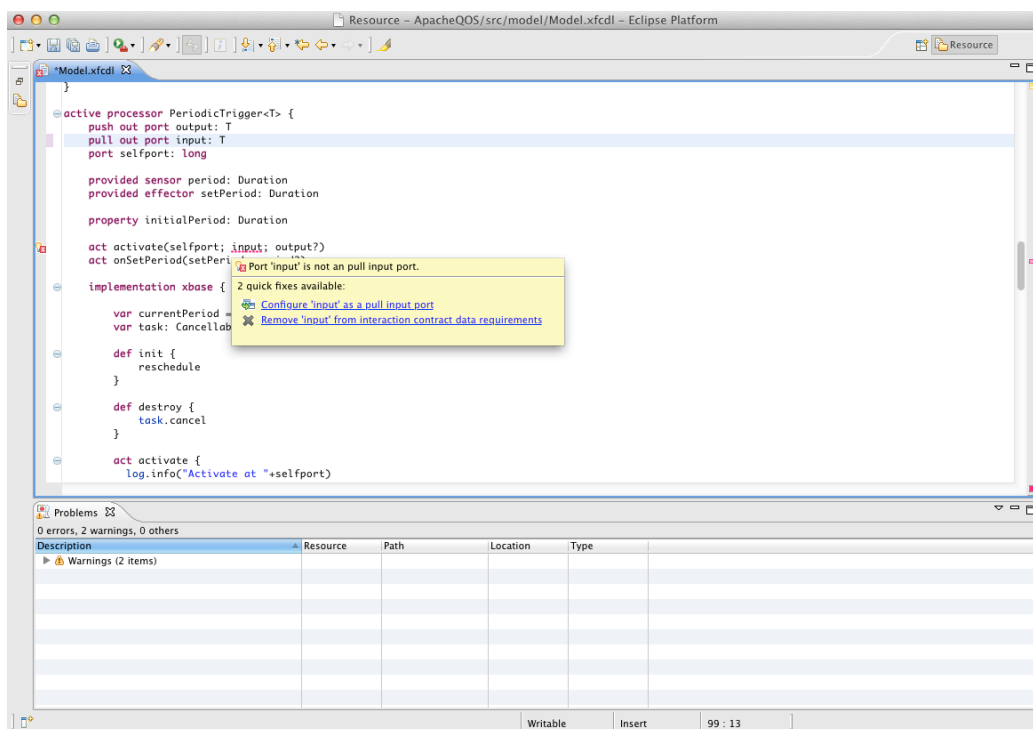 Resource – ApacheQOS/src/model/Model.xfcdl – Eclipse Platform
Resource
*Model.xfcdl
}
active processor PeriodicTrigger<T> {
push out port output: T
pull out port input: T
port selfport: long
provided sensor period: Duration
provided effector setPeriod: Duration
property initialPeriod: Duration
act activate(selfport; input; output?)
act onSetPeriod(setPeri
Port 'input' is not an pull input port.
2 quick fixes available:
Configure 'input' as a pull input port
Remove 'input' from interaction contract data requirements
implementation xbase {
var currentPeriod =
var task: Cancellab
def init {
reschedule
}
def destroy {
task.cancel
}
act activate {
log.info("Activate at "+selfport)
Problems
0 errors, 2 warnings, 0 others
Description Resource Path Location Type
Warnings (2 items)
Writable Insert 99 : 13